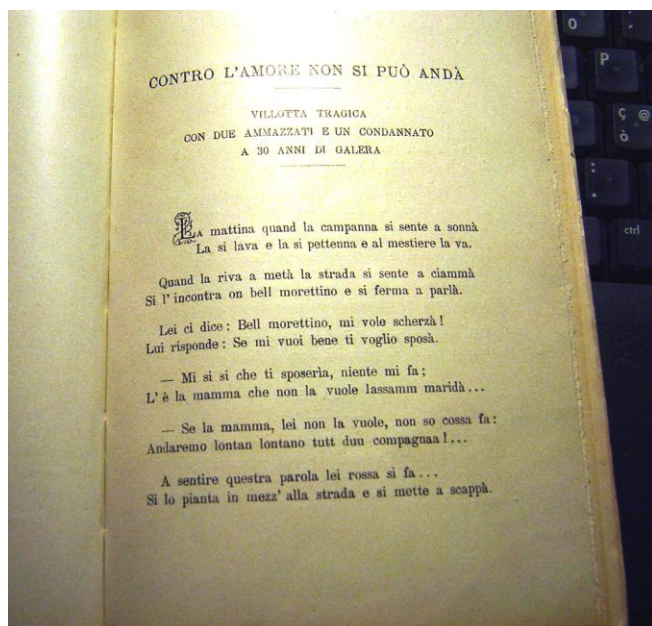 CONTRO L'AMORE NON SI PUÒ ANDÀ
VILLOTTA TRAGICA
CON DUE AMMAZZATI E UN CONDANNATO
A 30 ANNI DI GALERA
LA mattina quand la campanna si sente a sonnà
La si lava e la si pettenna e al mestiere la va.
Quand la riva a metà la strada si sente a ciammà
Si l'incontra on bell morettino e si ferma a parlà.
Lei ci dice: Bell morettino, mi vole scherzà!
Lui risponde: Se mi vuoi bene ti voglio sposà.
— Mi si si che ti sposerìa, niente mi fa;
L'è la mamma che non la vuole lassamm maridà...
— Se la mamma, lei non la vuole, non so cossa fa:
Andaremo lontan lontano tutt duu compagnaa!...
A sentire questra parola lei rossa si fa...
Si lo pianta in mezz'alla strada e si mette a scappà.
O
P
Ç @
ò
:
.
ctrl